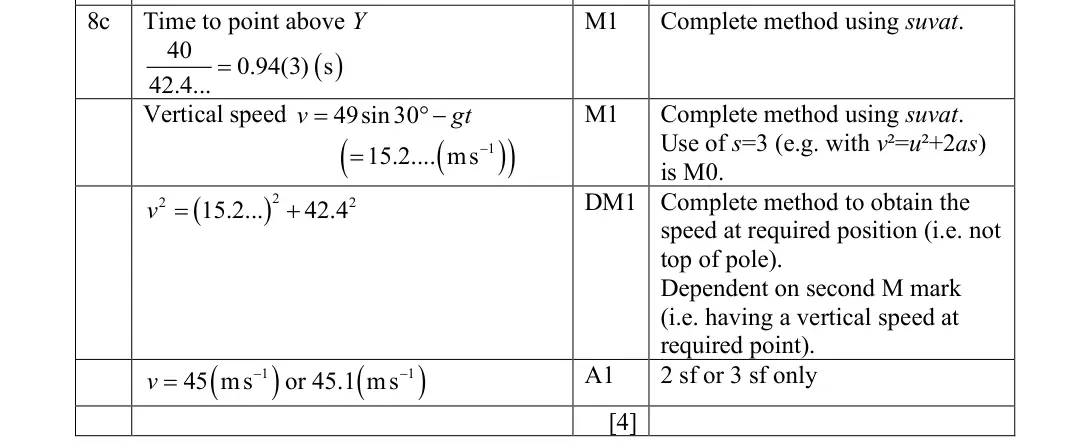 8c Time to point above Y M1 Complete method using suvat.
40/42.4... = 0.94(3) (s)
Vertical speed v = 49 sin 30° − gt M1 Complete method using suvat.
(= 15.2....(m s⁻¹)) Use of s=3 (e.g. with v²=u²+2as)
is M0.
v² = (15.2...)² + 42.4² DM1 Complete method to obtain the
speed at required position (i.e. not
top of pole).
Dependent on second M mark
(i.e. having a vertical speed at
required point).
v = 45(m s⁻¹) or 45.1(m s⁻¹) A1 2 sf or 3 sf only
[4]